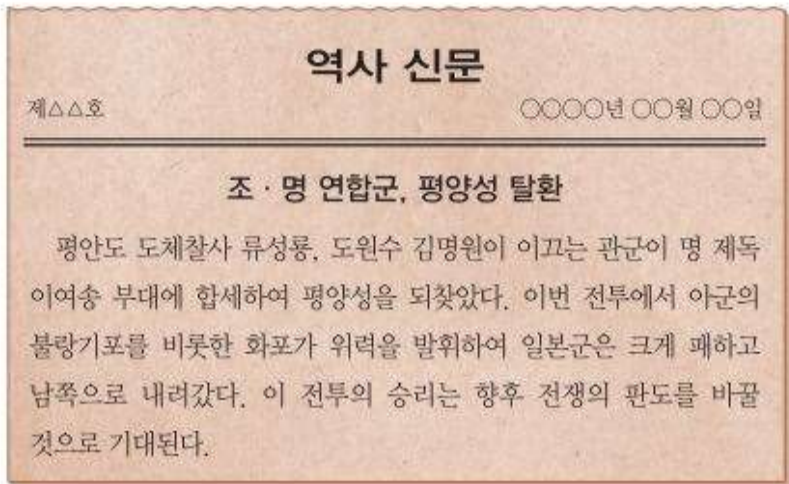 역사 신문
제△△호 ○○○○년 ○○월 ○○일
조 · 명 연합군, 평양성 탈환
평안도 도체찰사 류성룡, 도원수 김명원이 이끄는 관군이 명 제독
이여송 부대에 합세하여 평양성을 되찾았다. 이번 전투에서 아군의
불랑기포를 비롯한 화포가 위력을 발휘하여 일본군은 크게 패하고
남쪽으로 내려갔다. 이 전투의 승리는 향후 전쟁의 판도를 바꿀
것으로 기대된다.